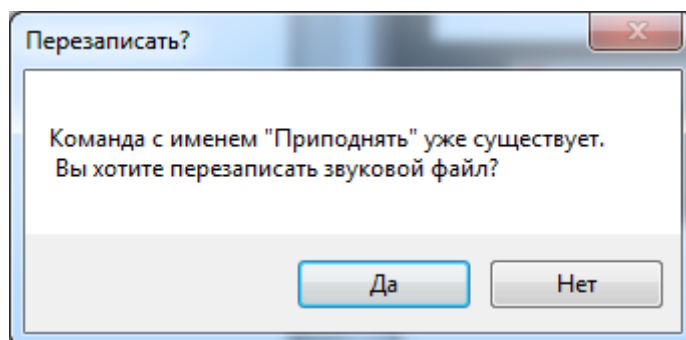 Перезаписать?
Команда с именем "Приподнять" уже существует.
Вы хотите перезаписать звуковой файл?
Да
Нет